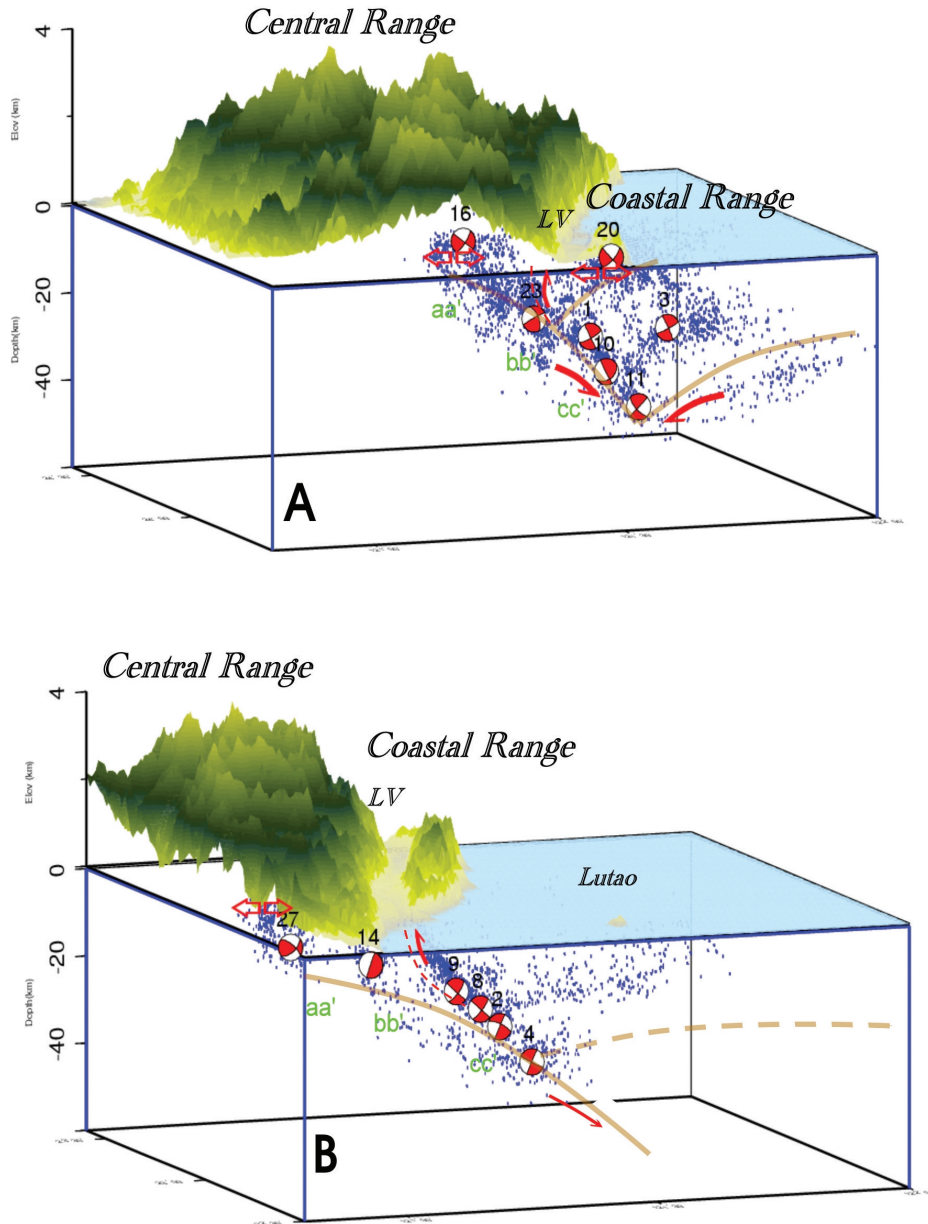 Central Range
4
Elev (km)
0
Coastal Range
LV
16
20
-20
23
1
3
aa'
10
Depth(km)
bb'
11
-40
cc'
A
Central Range
4
Coastal Range
Elev (km)
LV
0
Lutao
27
14
-20
9
8
2
aa'
bb'
Depth(km)
4
-40
cc'
B